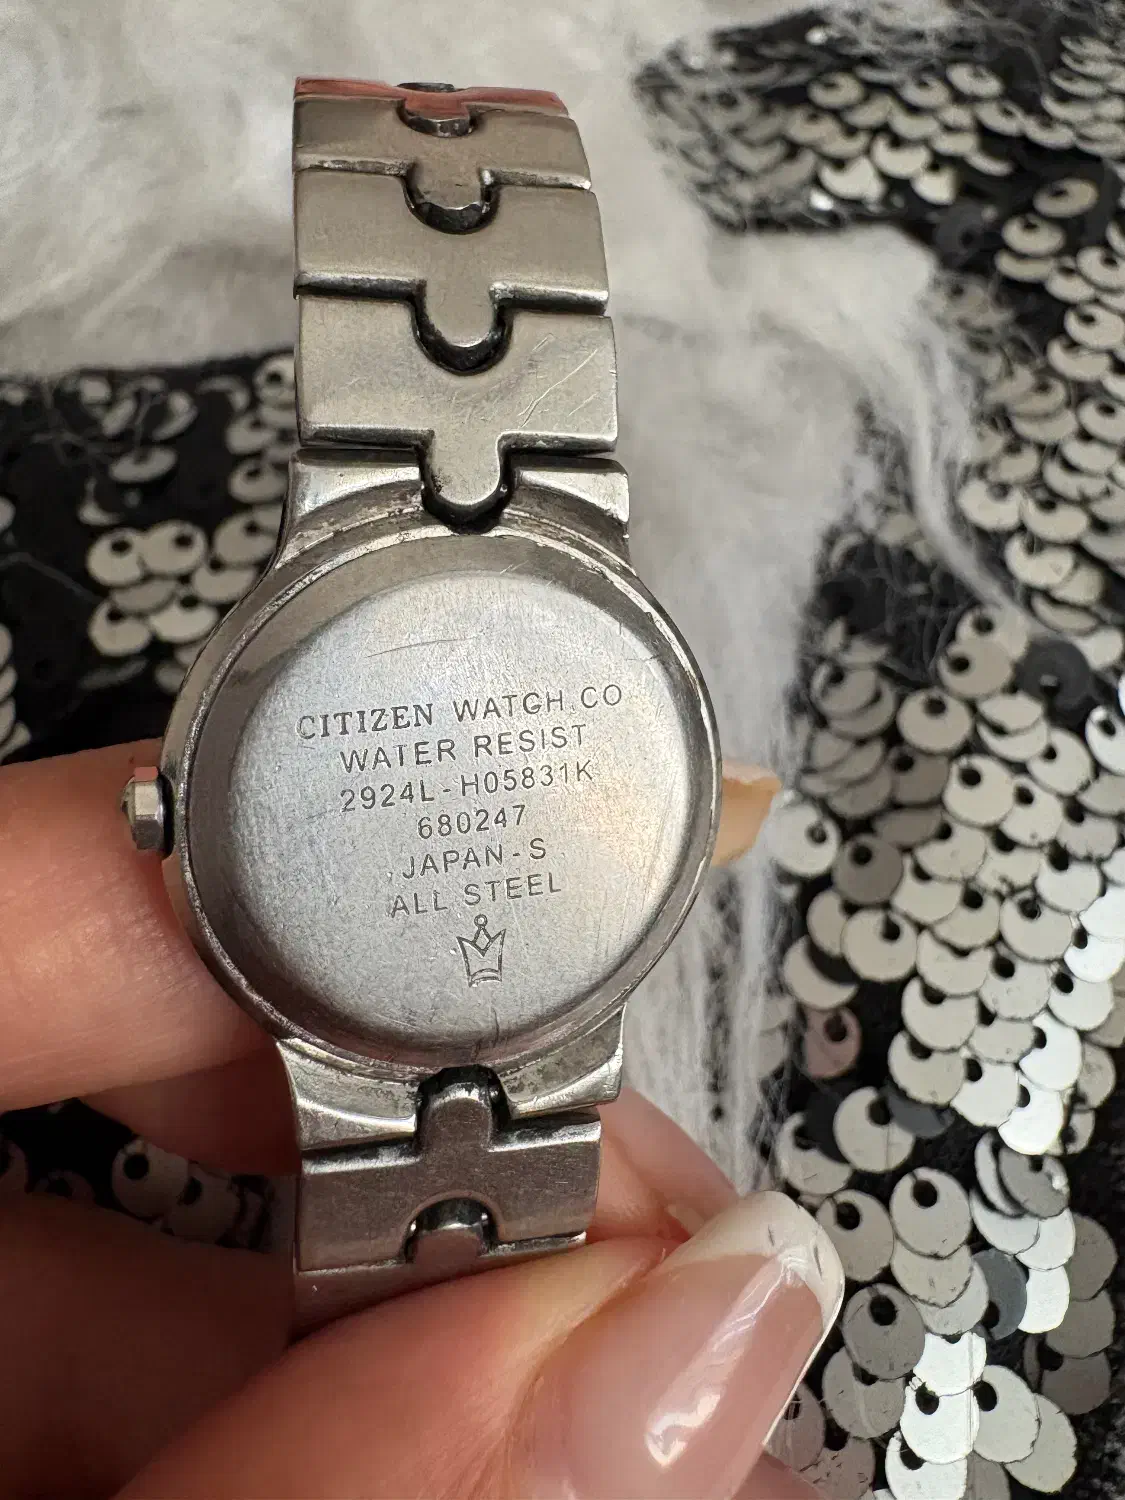 CITIZEN WATCH CO
WATER RESIST
2924L-H05831K
680247
JAPAN-S
ALL STEEL